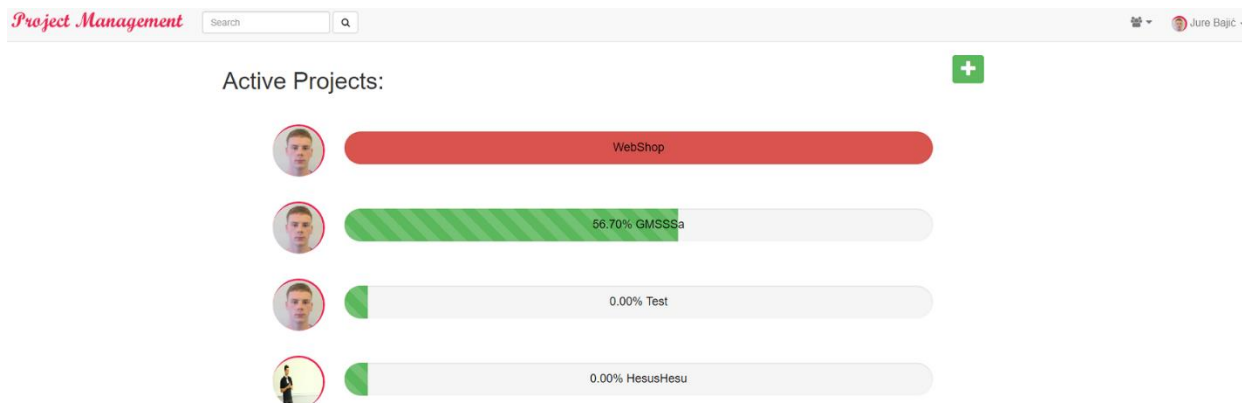 Project Management
Search
Jure Bajić
Active Projects:
WebShop
56.70% GMSSSa
0.00% Test
0.00% HesusHesu